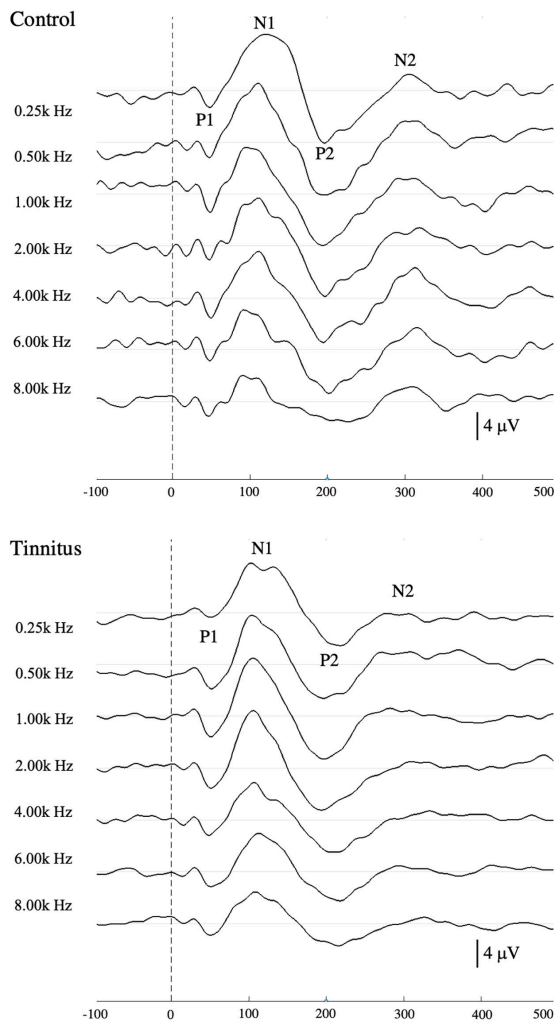 Control
N1
N2
P1
P2
0.25k Hz
0.50k Hz
1.00k Hz
2.00k Hz
4.00k Hz
6.00k Hz
8.00k Hz
4 μV
-100 0 100 200 300 400 500
Tinnitus
N1
N2
P1
P2
0.25k Hz
0.50k Hz
1.00k Hz
2.00k Hz
4.00k Hz
6.00k Hz
8.00k Hz
4 μV
-100 0 100 200 300 400 500